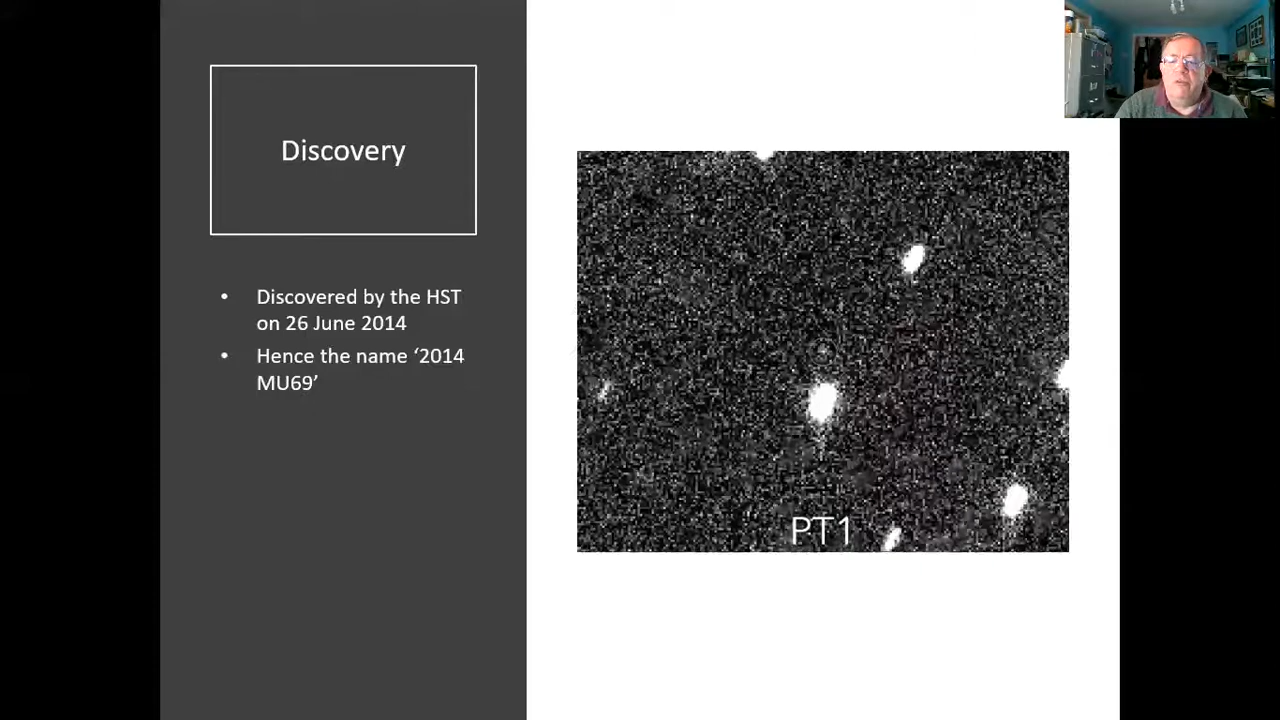 Discovery
• Discovered by the HST
on 26 June 2014
• Hence the name ‘2014
MU69’
PT1